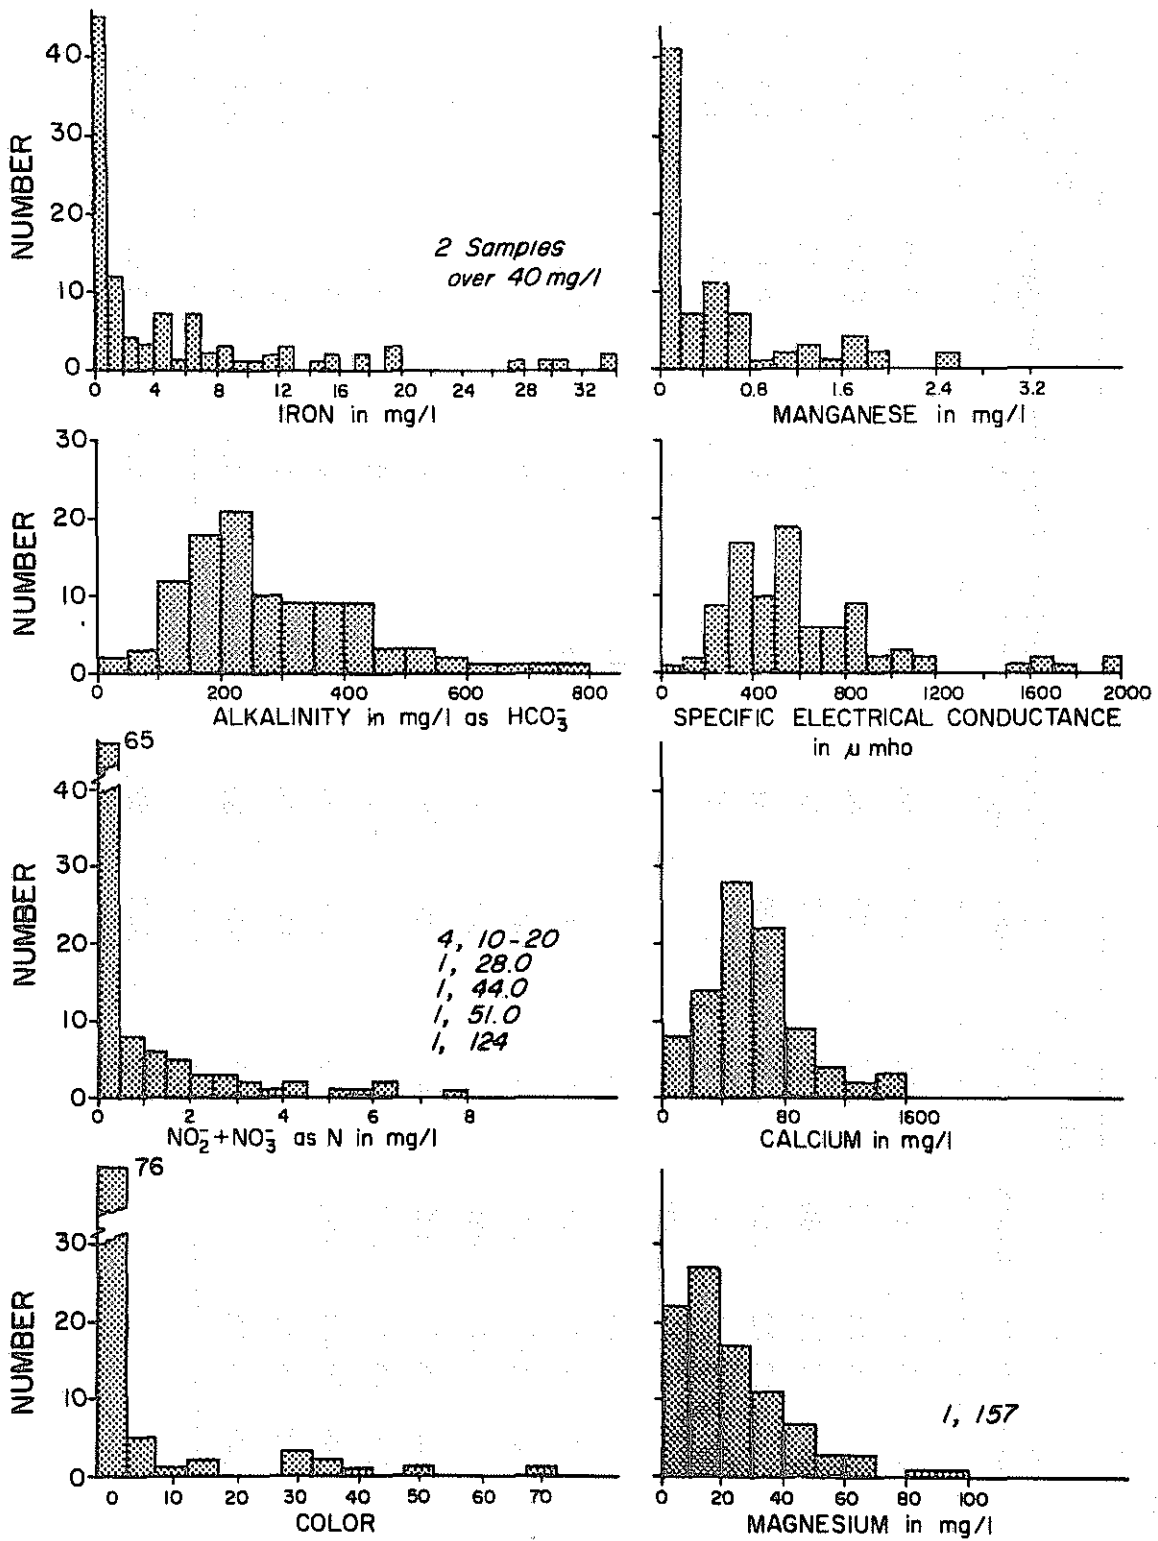 NUMBER
40
30
20
10
0
2 Samples
over 40 mg/l
0 4 8 12 16 20 24 28 32
IRON in mg/l
0 0.8 1.6 2.4 3.2
MANGANESE in mg/l
NUMBER
30
20
10
0
0 200 400 600 800
ALKALINITY in mg/l as HCO₃⁻
0 400 800 1200 1600 2000
SPECIFIC ELECTRICAL CONDUCTANCE
in µ mho
NUMBER
65
40
30
20
10
0
4, 10-20
1, 28.0
1, 44.0
1, 51.0
1, 124
0 2 4 6 8
NO₂⁻+NO₃⁻ as N in mg/l
0 80 1600
CALCIUM in mg/l
NUMBER
76
30
20
10
0
0 10 20 30 40 50 60 70
COLOR
1, 157
0 20 40 60 80 100
MAGNESIUM in mg/l